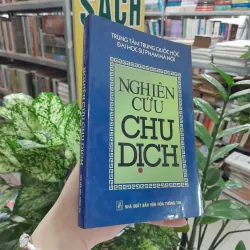 SÁCH
TRUNG TÂM TRUNG QUỐC HỌC
ĐẠI HỌC SƯ PHẠM HÀ NỘI
NGHIÊN
CỨU
CHU
DỊCH
NHÀ XUẤT BẢN VĂN HÓA THÔNG TIN